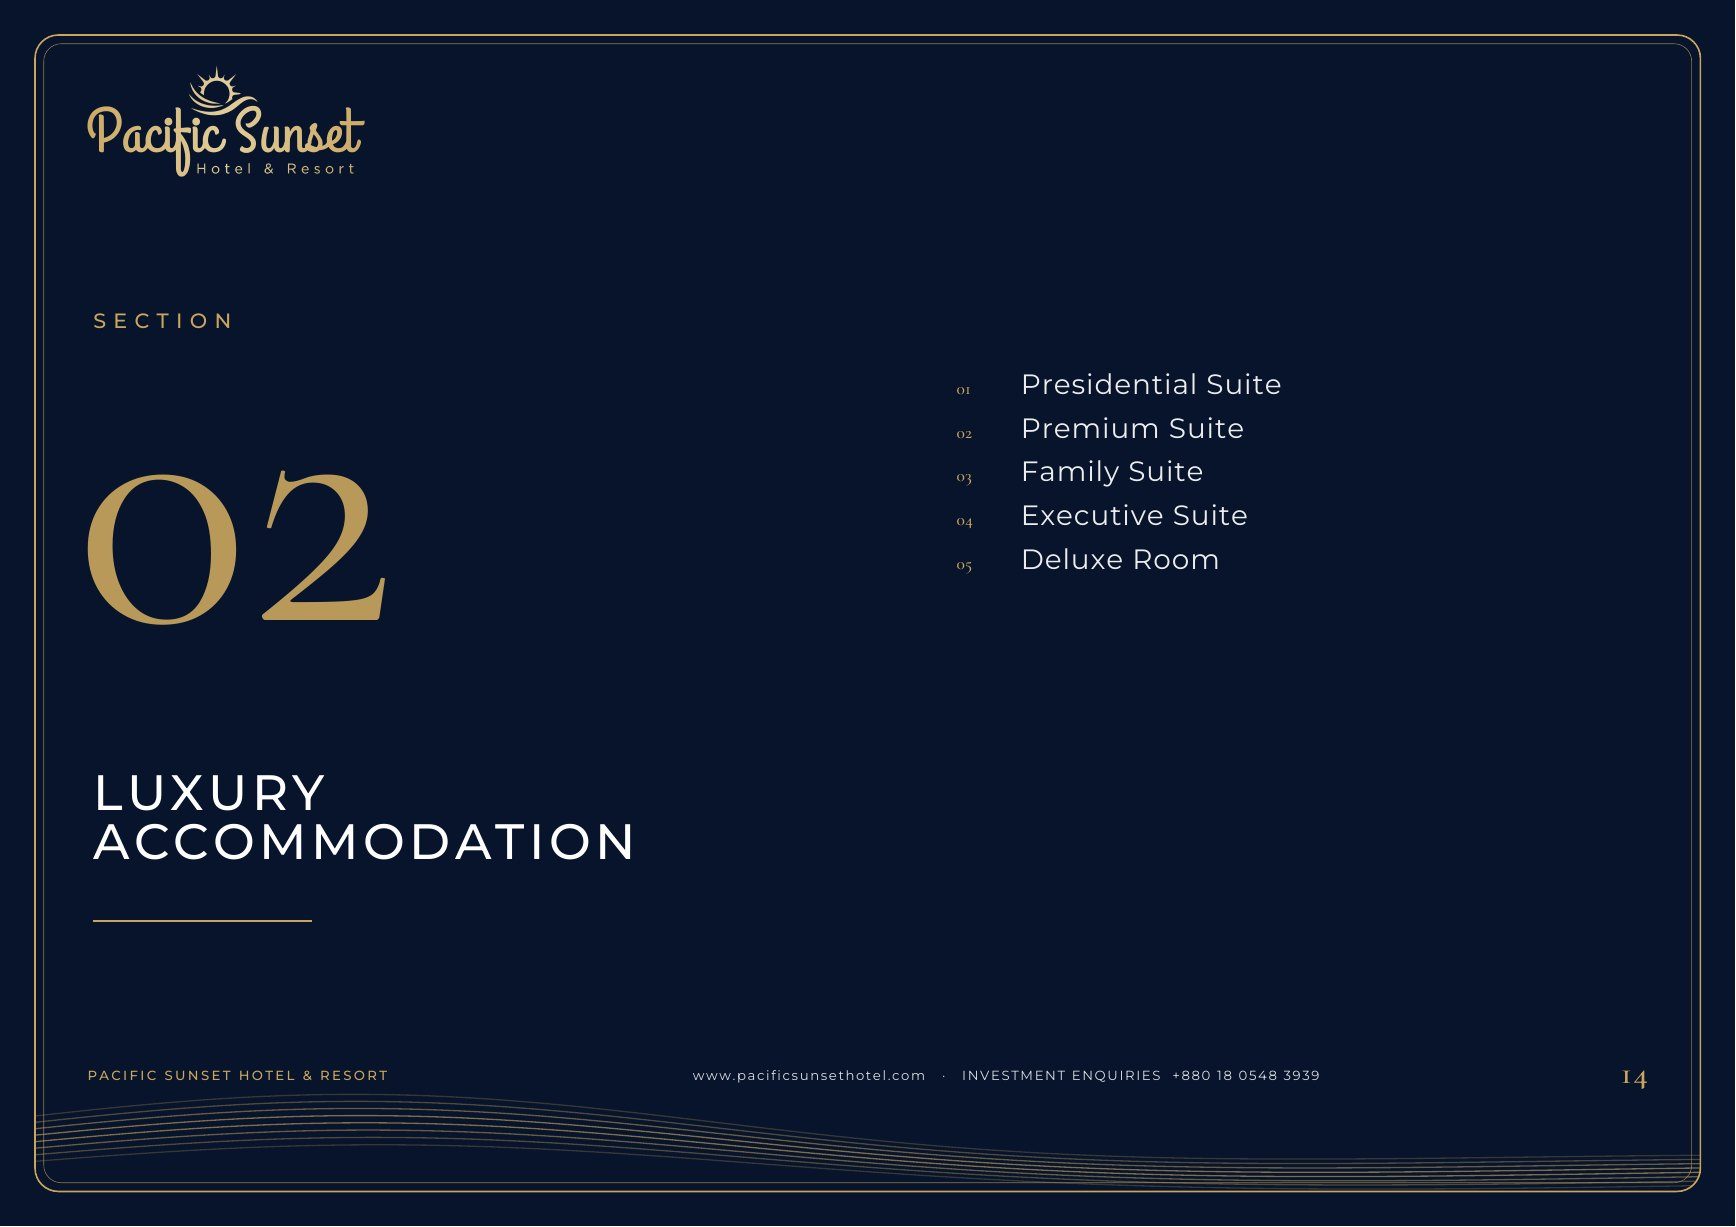 Pacific Sunset
Hotel & Resort
SECTION
02
LUXURY
ACCOMMODATION
01 Presidential Suite
02 Premium Suite
03 Family Suite
04 Executive Suite
05 Deluxe Room
PACIFIC SUNSET HOTEL & RESORT
www.pacificsunsethotel.com · INVESTMENT ENQUIRIES +880 18 0548 3939
14